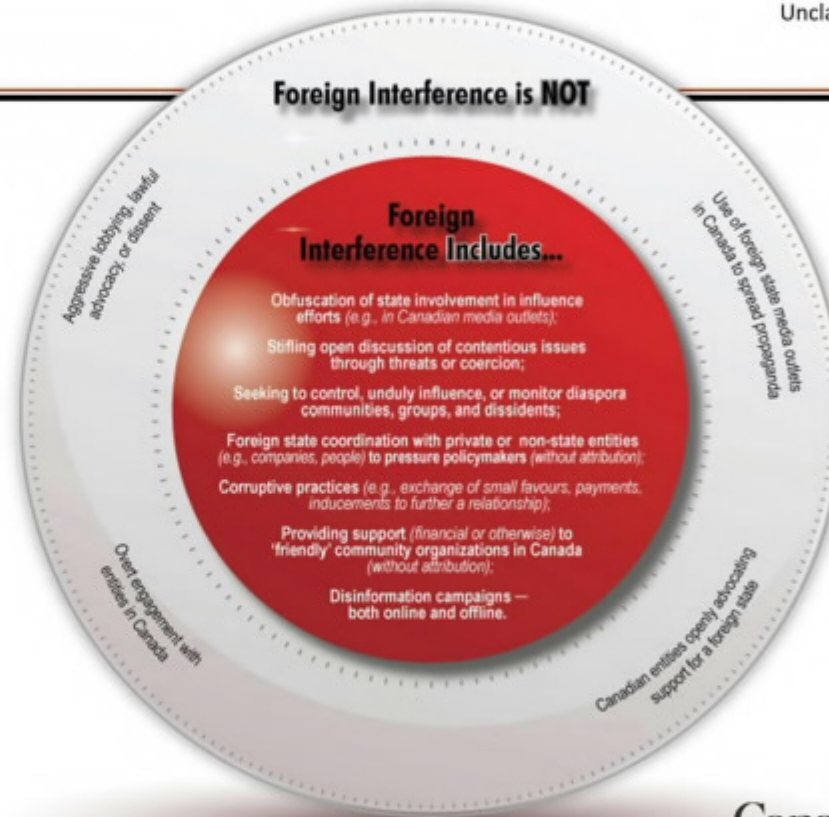 Foreign Interference is NOT
Aggressive lobbying, lawful
advocacy, or dissent
Use of foreign state media outlets
in Canada to spread propaganda
Foreign
Interference Includes...
Obfuscation of state involvement in influence
efforts (e.g., in Canadian media outlets);
Stifling open discussion of contentious issues
through threats or coercion;
Seeking to control, unduly influence, or monitor diaspora
communities, groups, and dissidents;
Foreign state coordination with private or non-state entities
(e.g., companies, people) to pressure policymakers (without attribution);
Corruptive practices (e.g., exchange of small favours, payments,
inducements to further a relationship);
Providing support (financial or otherwise) to
'friendly' community organizations in Canada
(without attribution);
Disinformation campaigns —
both online and offline.
Overt engagement with
entities in Canada
Canadian entities openly advocating
support for a foreign state